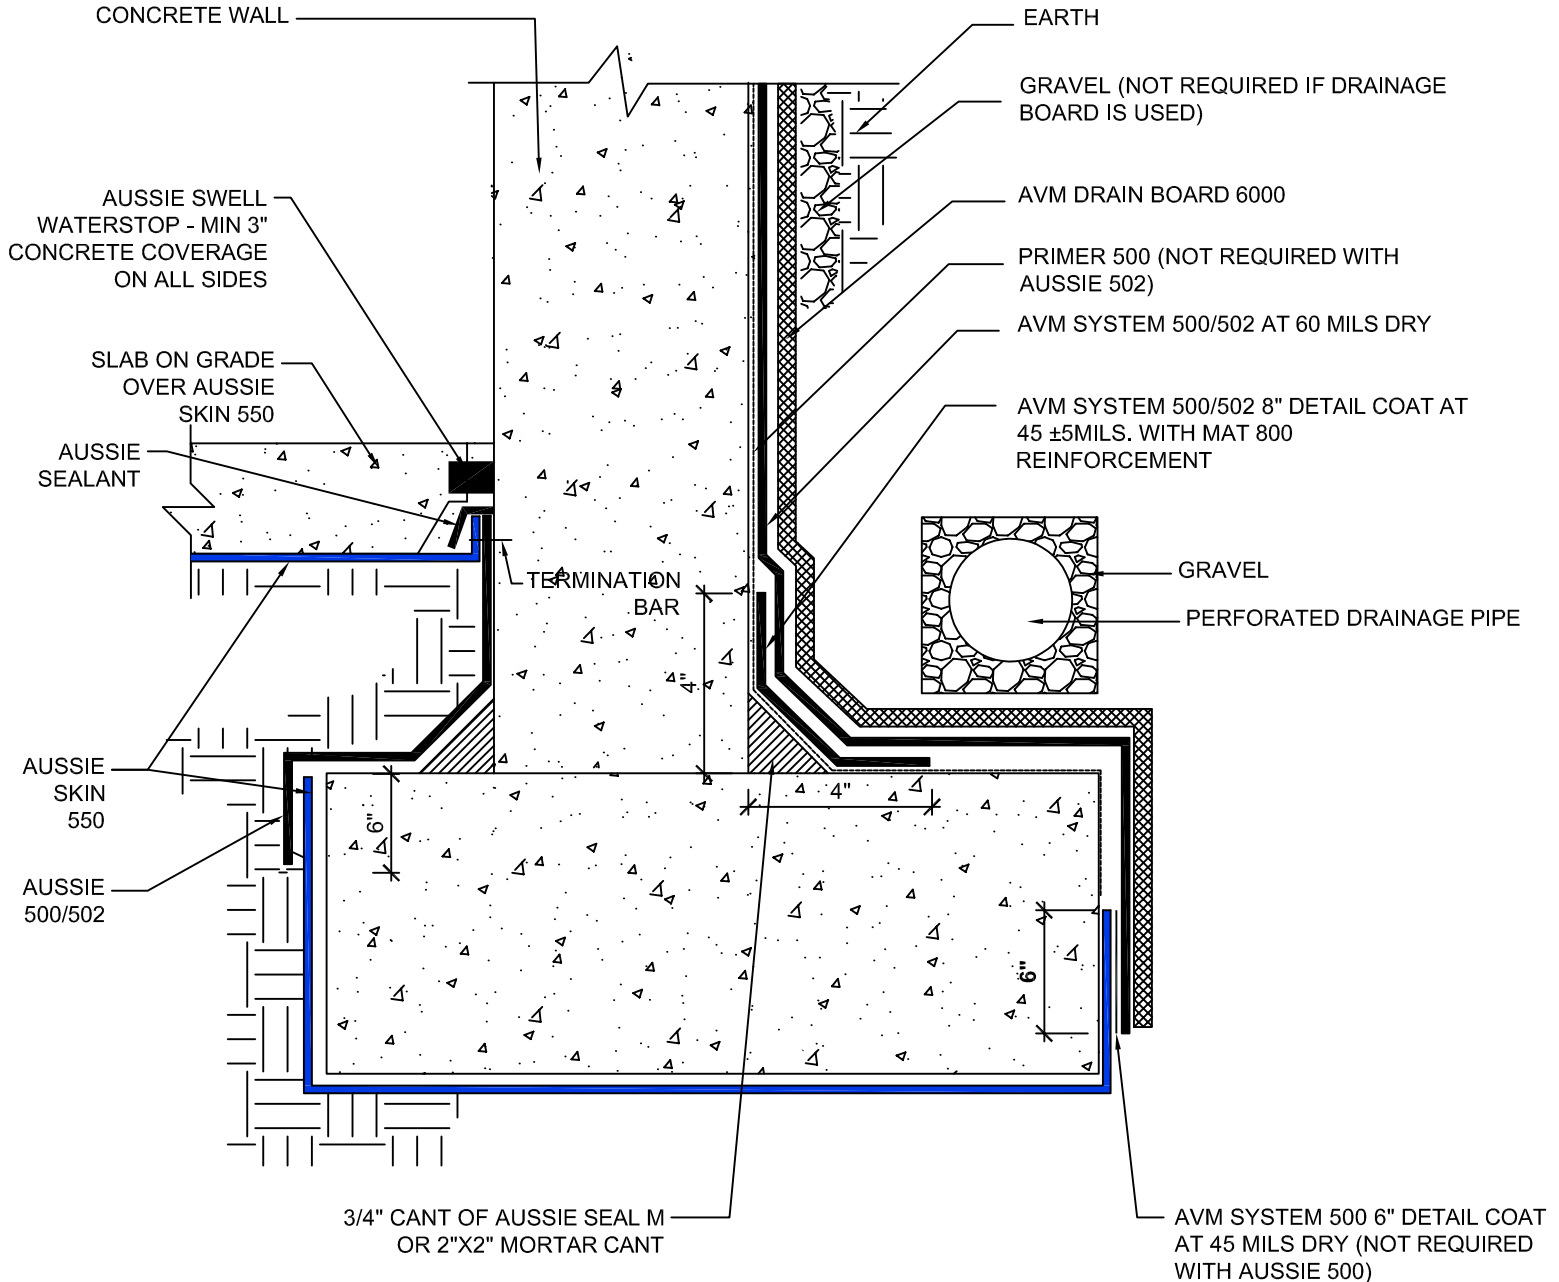 CONCRETE WALL
EARTH
GRAVEL (NOT REQUIRED IF DRAINAGE
BOARD IS USED)
AUSSIE SWELL
WATERSTOP - MIN 3"
CONCRETE COVERAGE
ON ALL SIDES
AVM DRAIN BOARD 6000
PRIMER 500 (NOT REQUIRED WITH
AUSSIE 502)
AVM SYSTEM 500/502 AT 60 MILS DRY
SLAB ON GRADE
OVER AUSSIE
SKIN 550
AVM SYSTEM 500/502 8" DETAIL COAT AT
45 ±5MILS. WITH MAT 800
REINFORCEMENT
AUSSIE
SEALANT
TERMINATION
BAR
GRAVEL
PERFORATED DRAINAGE PIPE
4"
AUSSIE
SKIN
550
4"
6"
AUSSIE
500/502
6"
3/4" CANT OF AUSSIE SEAL M
OR 2"X2" MORTAR CANT
AVM SYSTEM 500 6" DETAIL COAT
AT 45 MILS DRY (NOT REQUIRED
WITH AUSSIE 500)